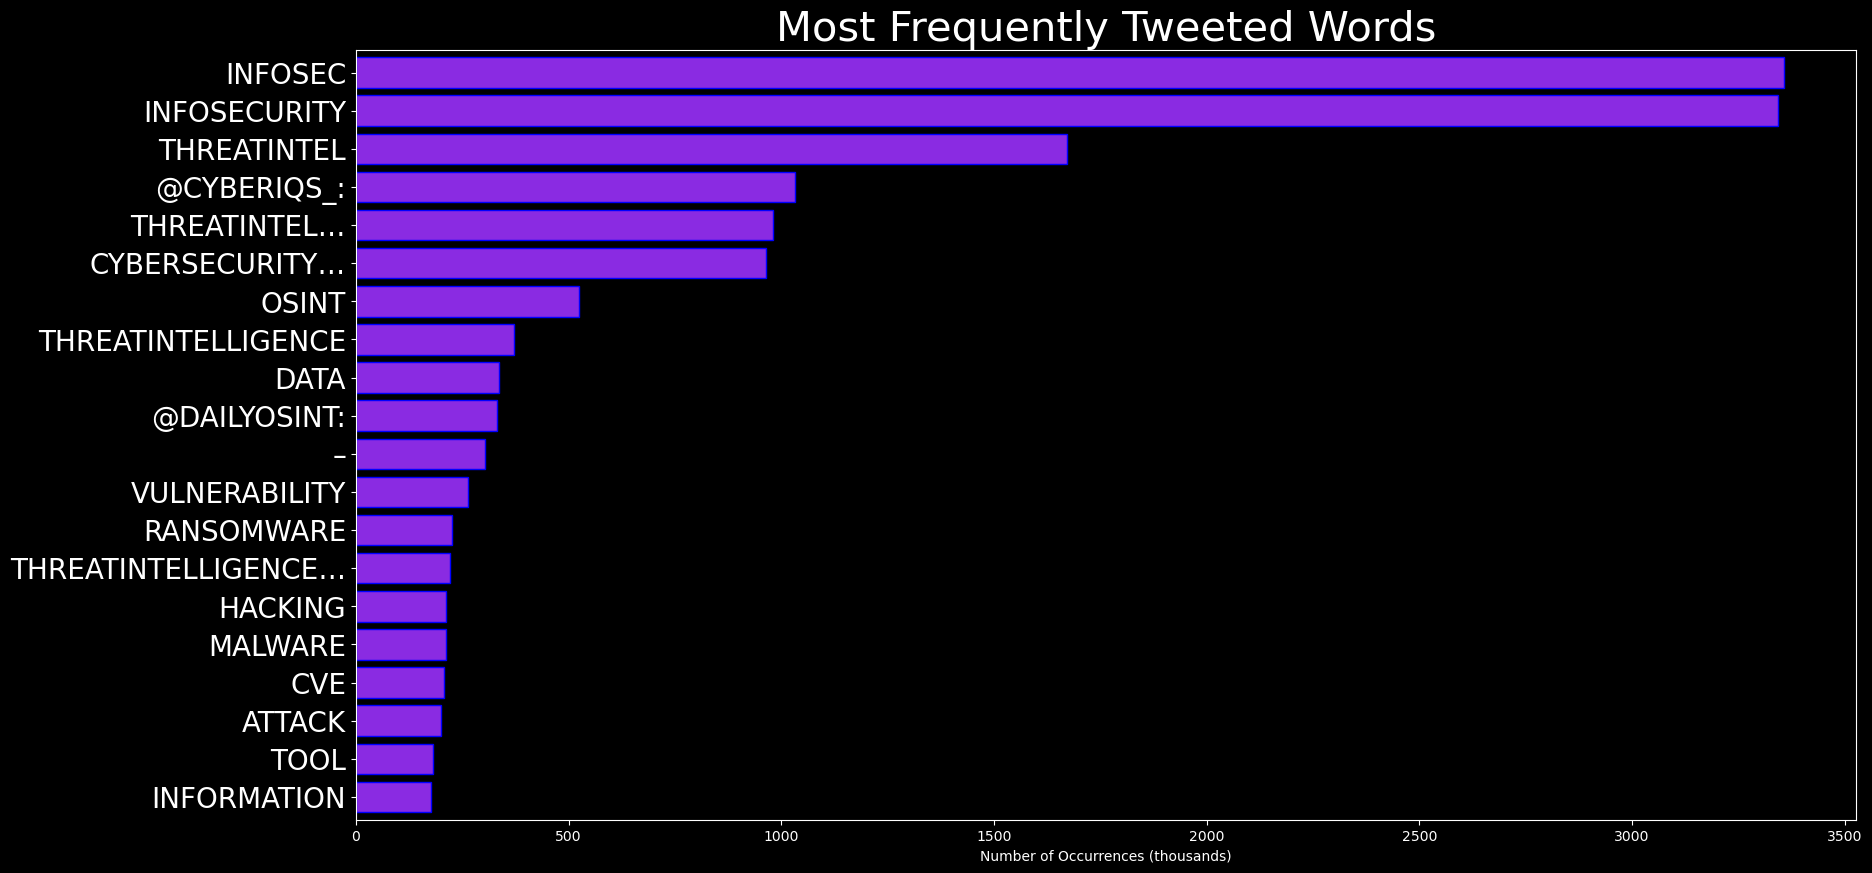 Most Frequently Tweeted Words
INFOSEC
INFOSECURITY
THREATINTEL
@CYBERIQS_:
THREATINTEL…
CYBERSECURITY…
OSINT
THREATINTELLIGENCE
DATA
@DAILYOSINT:
–
VULNERABILITY
RANSOMWARE
THREATINTELLIGENCE…
HACKING
MALWARE
CVE
ATTACK
TOOL
INFORMATION
0 500 1000 1500 2000 2500 3000 3500
Number of Occurrences (thousands)